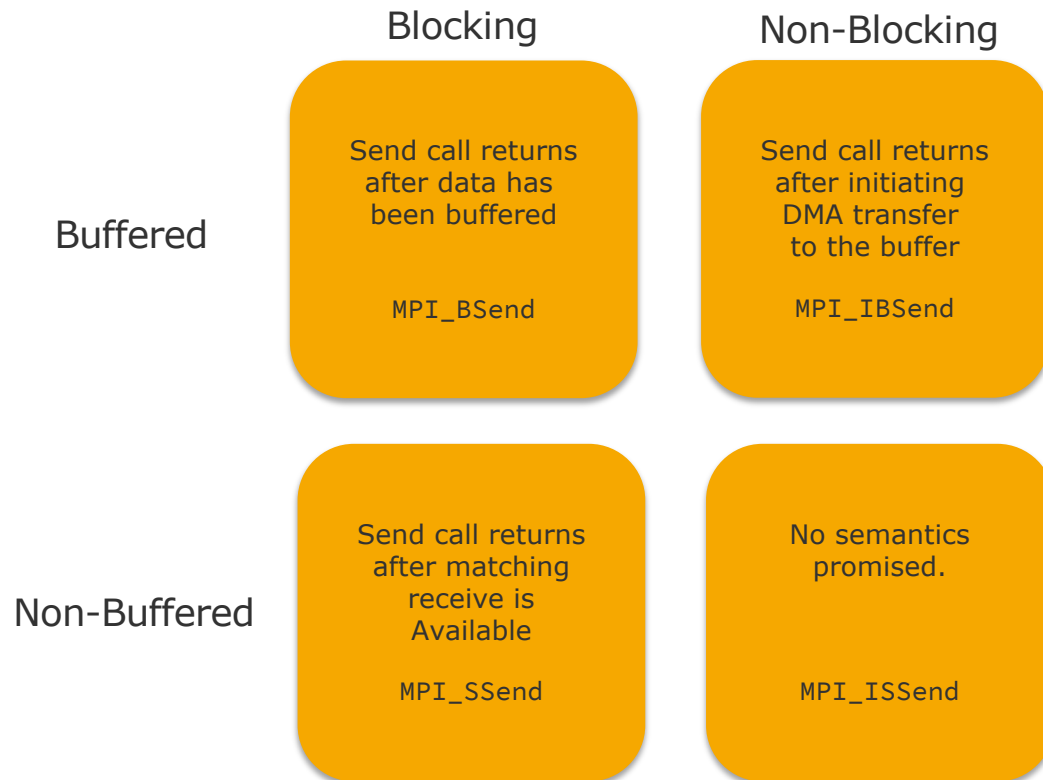 Blocking
Non-Blocking
Buffered
Send call returns
after data has
been buffered
MPI_BSend
Send call returns
after initiating
DMA transfer
to the buffer
MPI_IBSend
Non-Buffered
Send call returns
after matching
receive is
Available
MPI_SSend
No semantics
promised.
MPI_ISSend